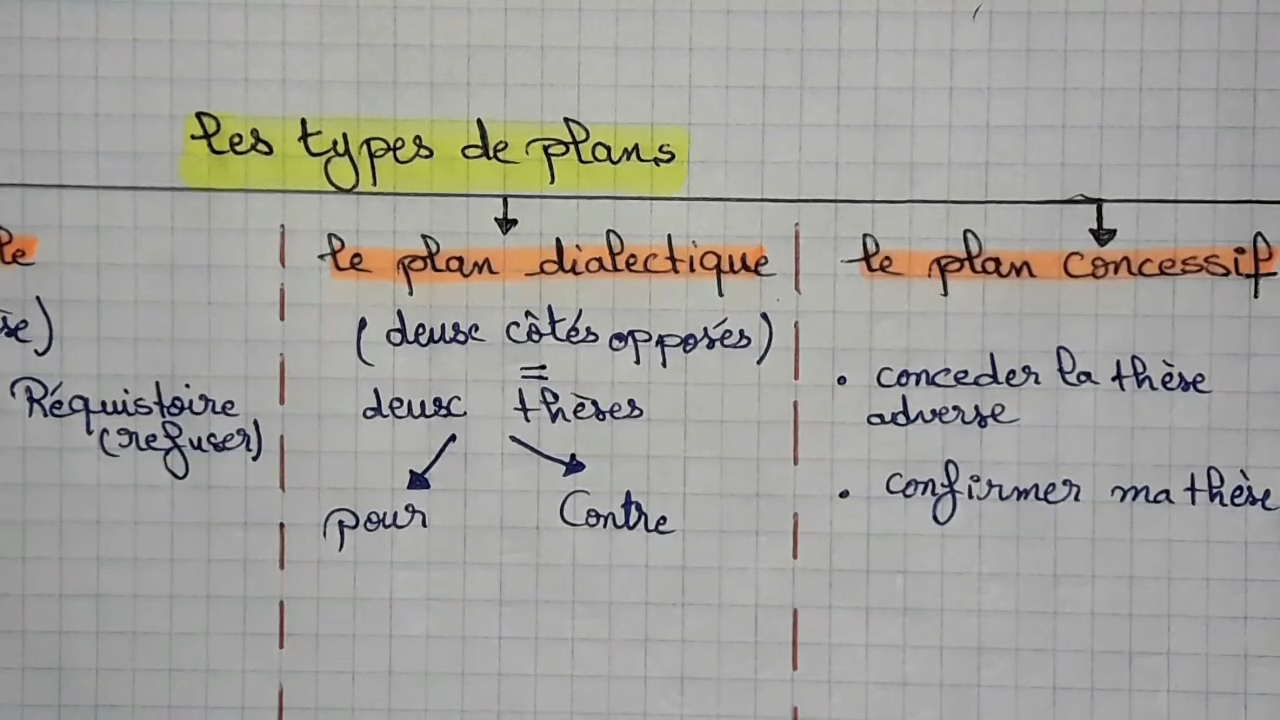 les types de plans
le
se)
Réquistoire
(refuser)
le plan dialectique
(deux côtés opposés)
=
deux thèses
pour Contre
le plan concessif
• conceder la thèse
adverse
• confirmer ma thèse